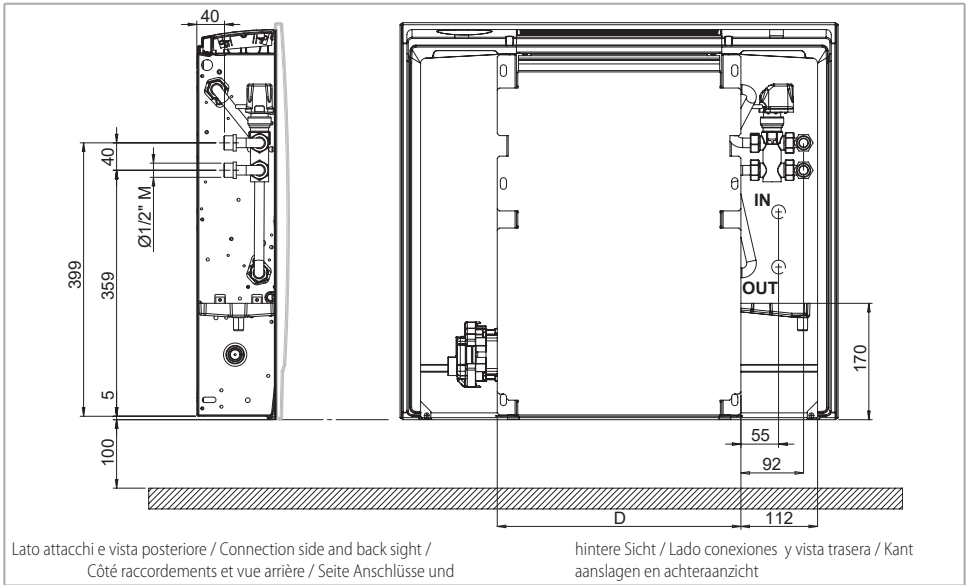 40
40
Ø1/2" M
399
359
5
100
IN
OUT
170
55
92
D
112
Lato attacchi e vista posteriore / Connection side and back sight /
Côté raccordements et vue arrière / Seite Anschlüsse und
hintere Sicht / Lado conexiones y vista trasera / Kant
aanslagen en achteraanzicht